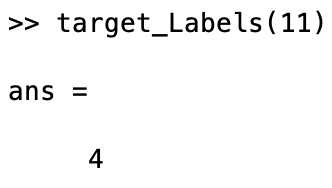 >> target_Labels(11)
ans =
4